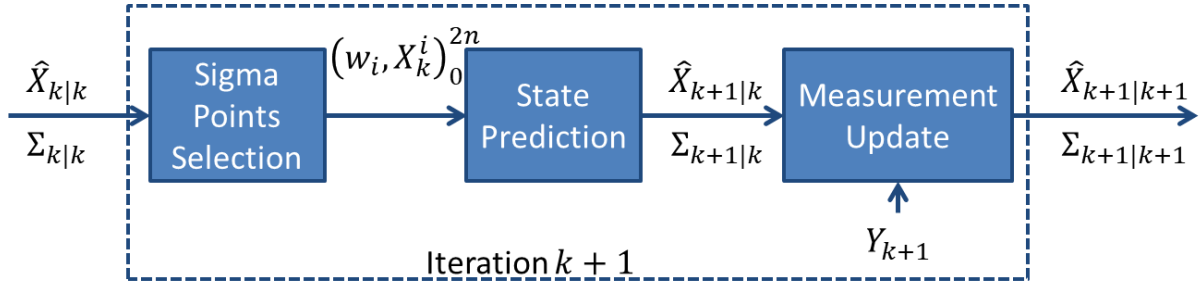 X̂_{k|k}
Σ_{k|k}
Sigma
Points
Selection
(w_i, X_k^i)_0^{2n}
State
Prediction
X̂_{k+1|k}
Σ_{k+1|k}
Measurement
Update
X̂_{k+1|k+1}
Σ_{k+1|k+1}
Y_{k+1}
Iteration k + 1